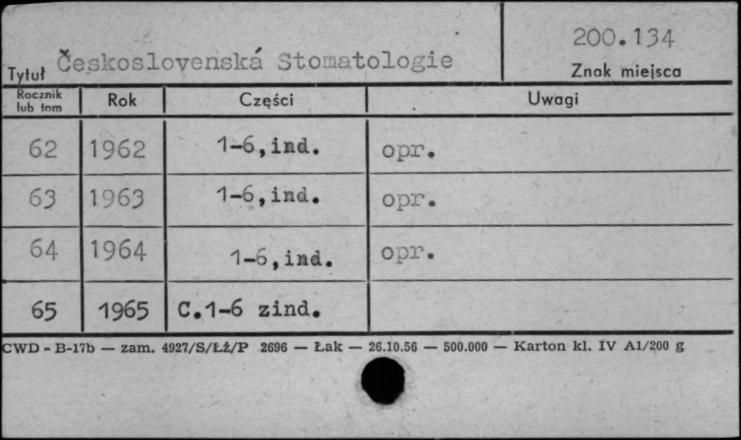 200.134
Tytuł Československá Stomatologie Znak miejsca
Rocznik lub tom Rok Części Uwagi
62 1962 1-6,ind. opr.
63 1963 1-6,ind. opr.
64 1964 1-6,ind. opr.
65 1965 C.1-6 zind.
CWD - B-17b — zam. 4927/S/ŁŹ/P 2696 — Łak — 26.10.56 — 500.000 — Karton kl. IV A1/200 g